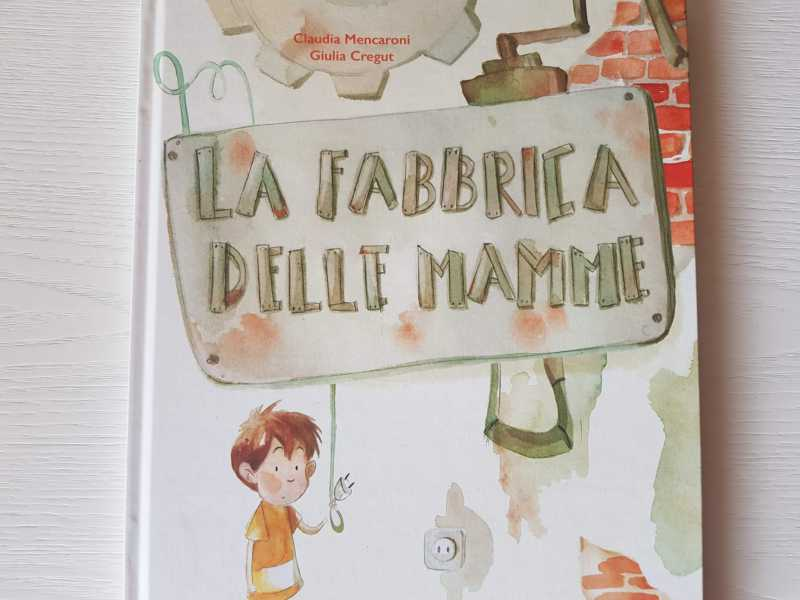 Claudia Mencaroni
Giulia Cregut
LA FABBRICA
DELLE MAMME